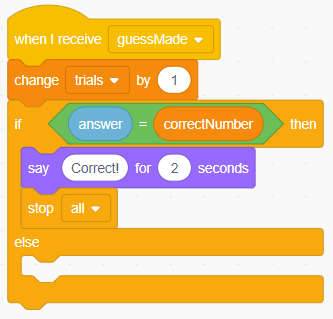 when I receive guessMade
change trials by 1
if answer = correctNumber then
say Correct! for 2 seconds
stop all
else